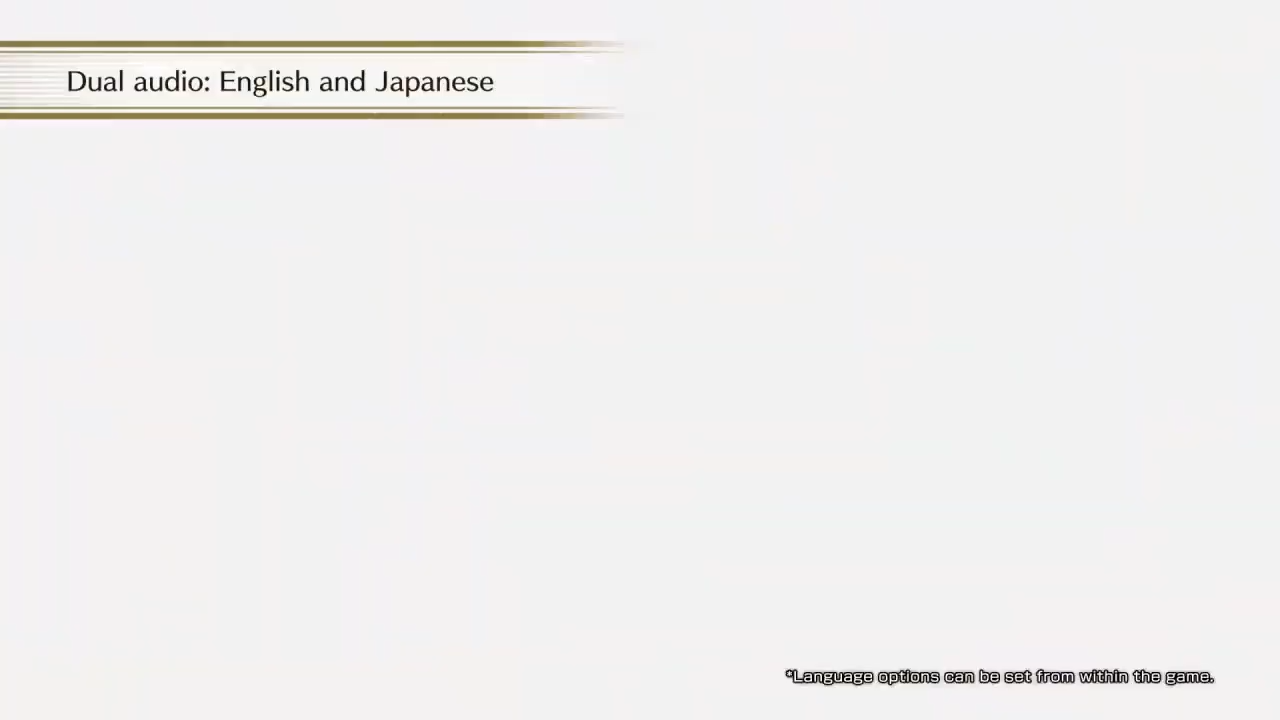 Dual audio: English and Japanese
*Language options can be set from within the game.